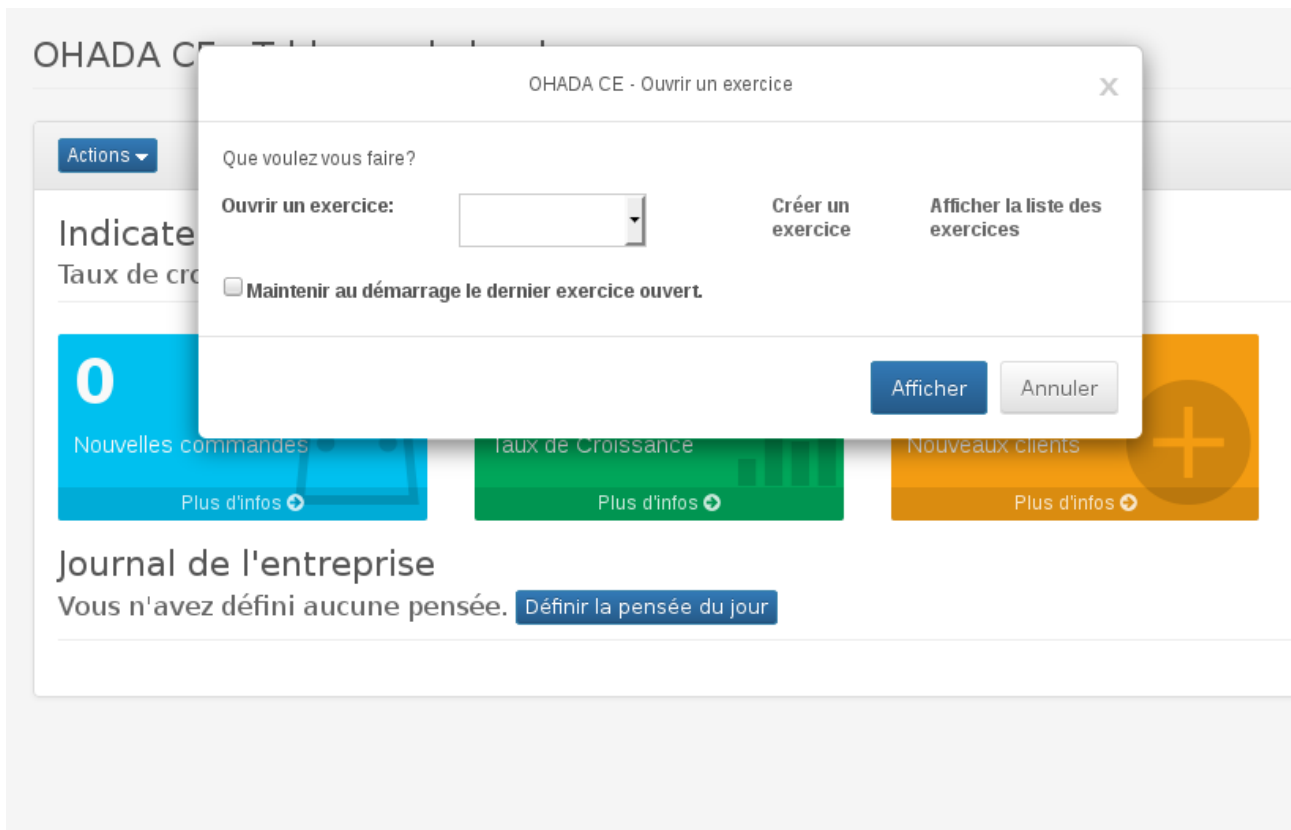 OHADA CE
OHADA CE - Ouvrir un exercice
X
Actions
Que voulez vous faire?
Ouvrir un exercice:
Créer un
exercice
Afficher la liste des
exercices
Indicate
Taux de cro
Maintenir au démarrage le dernier exercice ouvert.
Afficher
Annuler
0
Nouvelles commandes
Taux de Croissance
Nouveaux clients
Plus d'infos
Plus d'infos
Plus d'infos
Journal de l'entreprise
Vous n'avez défini aucune pensée. Définir la pensée du jour